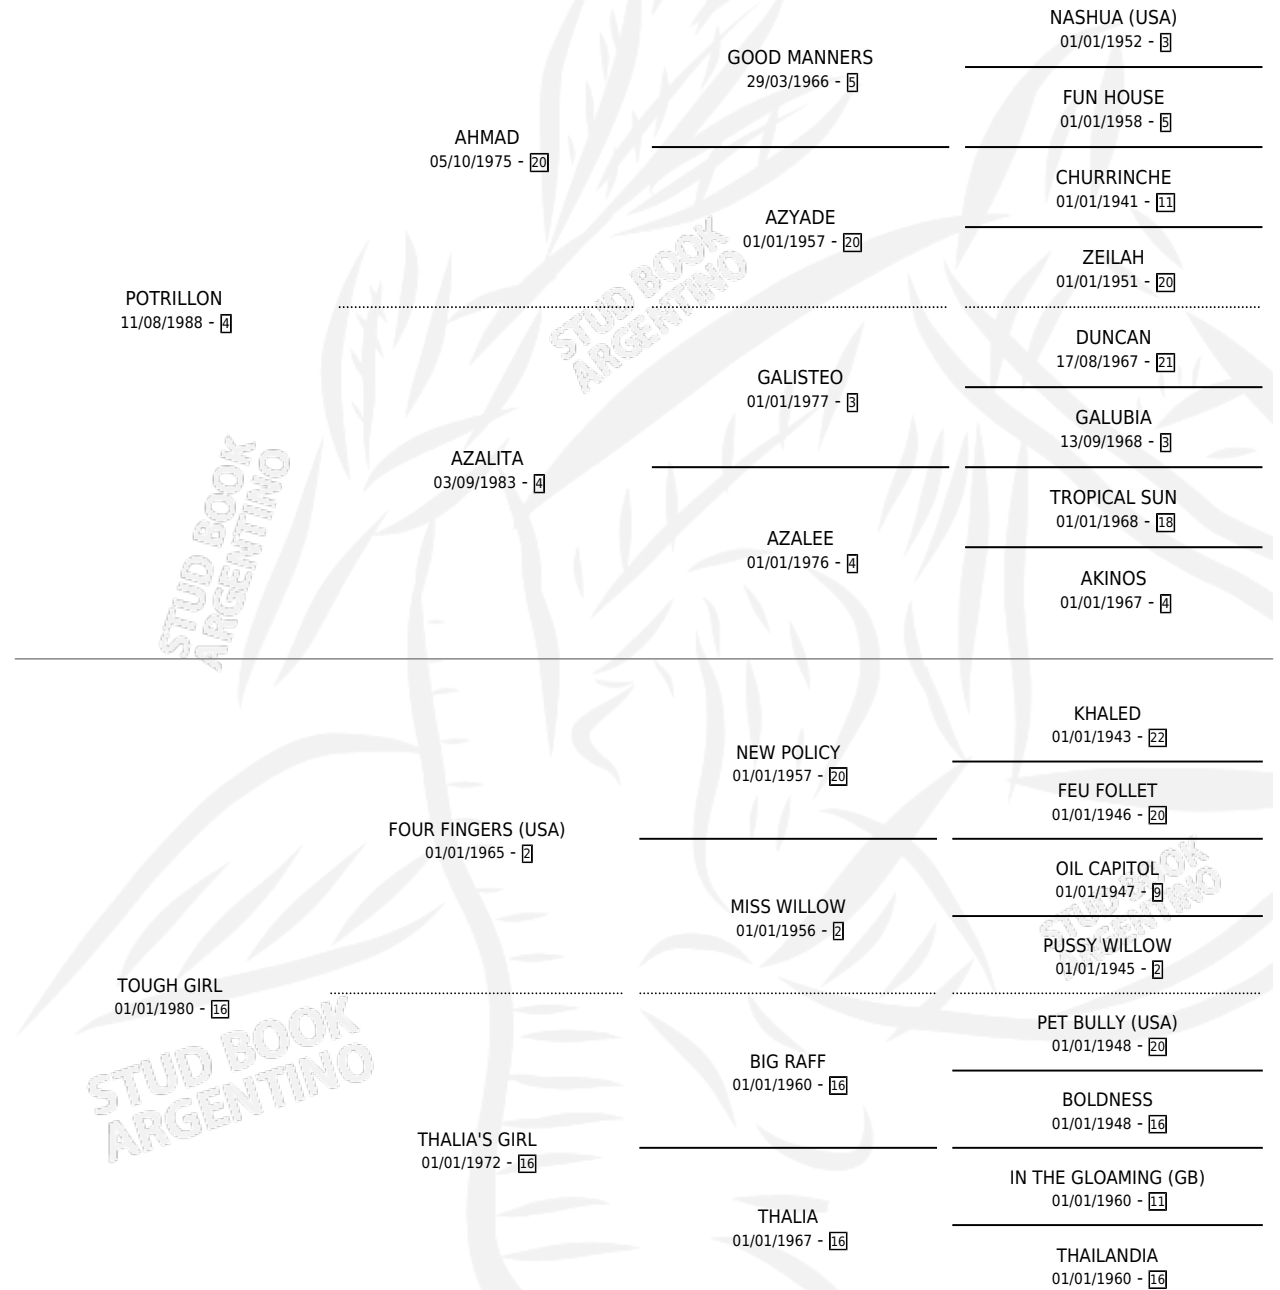 NASHUA (USA)
01/01/1952 - 3
GOOD MANNERS
29/03/1966 - 5
FUN HOUSE
01/01/1958 - 5
AHMAD
05/10/1975 - 20
CHURRINCHE
01/01/1941 - 11
AZYADE
01/01/1957 - 20
ZEILAH
01/01/1951 - 20
POTRILLON
11/08/1988 - 4
DUNCAN
17/08/1967 - 21
GALISTEO
01/01/1977 - 3
GALUBIA
13/09/1968 - 3
AZALITA
03/09/1983 - 4
TROPICAL SUN
01/01/1968 - 18
AZALEE
01/01/1976 - 4
AKINOS
01/01/1967 - 4
STUD BOOK
ARGENTINO
STUD BOOK
ARGENTINO
KHALED
01/01/1943 - 22
NEW POLICY
01/01/1957 - 20
FEU FOLLET
01/01/1946 - 20
FOUR FINGERS (USA)
01/01/1965 - 2
OIL CAPITOL
01/01/1947 - 9
MISS WILLOW
01/01/1956 - 2
PUSSY WILLOW
01/01/1945 - 2
TOUGH GIRL
01/01/1980 - 16
PET BULLY (USA)
01/01/1948 - 20
BIG RAFF
01/01/1960 - 16
BOLDNESS
01/01/1948 - 16
THALIA'S GIRL
01/01/1972 - 16
IN THE GLOAMING (GB)
01/01/1960 - 11
THALIA
01/01/1967 - 16
THAILANDIA
01/01/1960 - 16
STUD BOOK
ARGENTINO
STUD BOOK
ARGENTINO